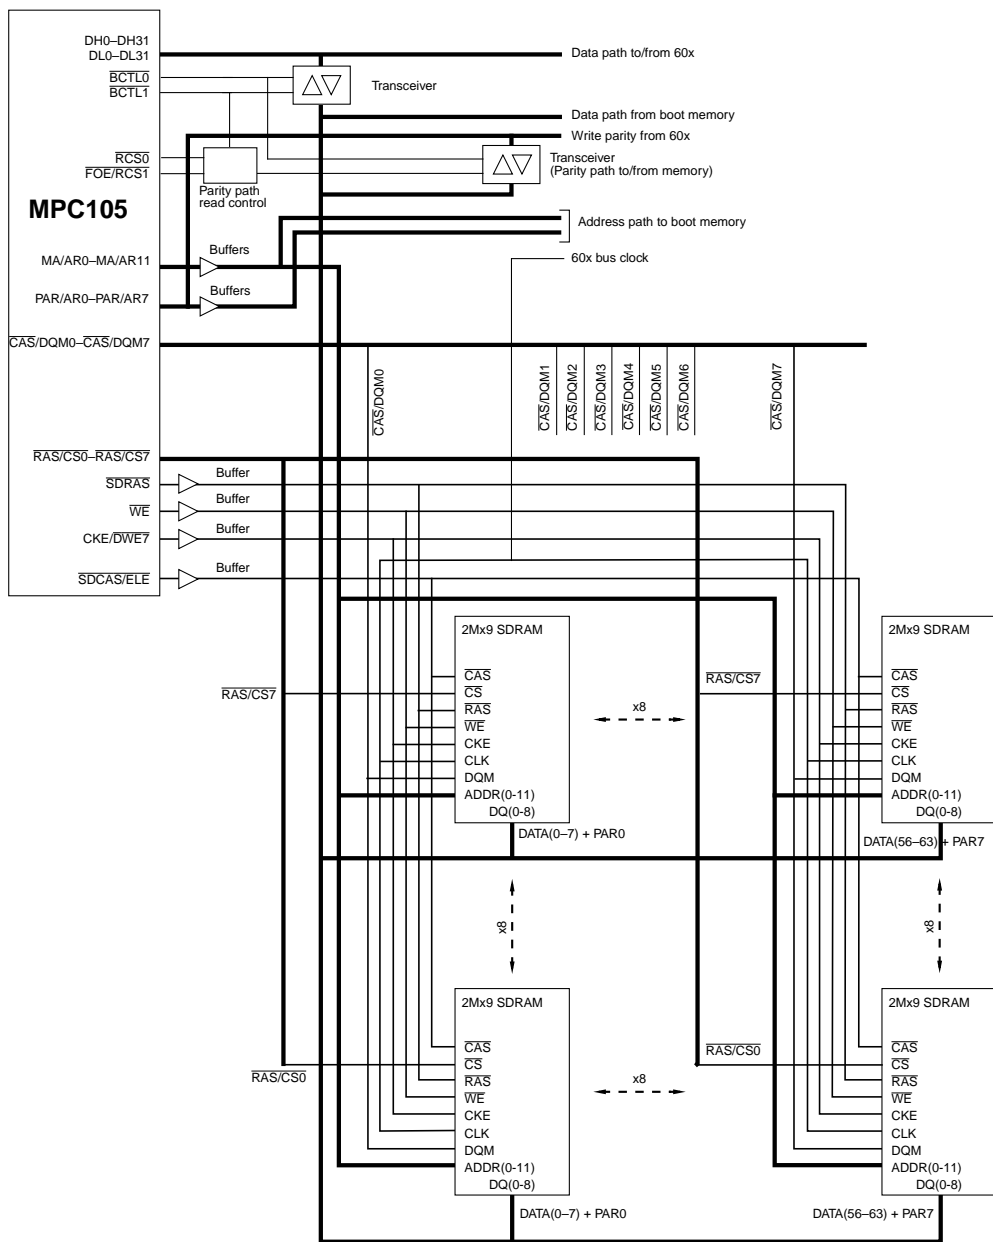 DH0–DH31
DL0–DL31
Data path to/from 60x
BCTL0
BCTL1
Transceiver
Data path from boot memory
Write parity from 60x
RCS0
FOE/RCS1
Transceiver
(Parity path to/from memory)
Parity path
read control
MPC105
Address path to boot memory
Buffers
MA/AR0–MA/AR11
60x bus clock
Buffers
PAR/AR0–PAR/AR7
CAS/DQM0–CAS/DQM7
CAS/DQM0
CAS/DQM1
CAS/DQM2
CAS/DQM3
CAS/DQM4
CAS/DQM5
CAS/DQM6
CAS/DQM7
RAS/CS0–RAS/CS7
Buffer
SDRAS
Buffer
WE
Buffer
CKE/DWE7
Buffer
SDCAS/ELE
2Mx9 SDRAM
CAS
RAS/CS7
CS
RAS
WE
CKE
CLK
DQM
ADDR(0-11)
DQ(0-8)
DATA(0–7) + PAR0
x8
2Mx9 SDRAM
RAS/CS7
CAS
CS
RAS
WE
CKE
CLK
DQM
ADDR(0-11)
DQ(0-8)
DATA(56–63) + PAR7
x8
x8
2Mx9 SDRAM
CAS
CS
RAS/CS0
RAS
WE
CKE
CLK
DQM
ADDR(0-11)
DQ(0-8)
DATA(0–7) + PAR0
x8
2Mx9 SDRAM
RAS/CS0
CAS
CS
RAS
WE
CKE
CLK
DQM
ADDR(0-11)
DQ(0-8)
DATA(56–63) + PAR7